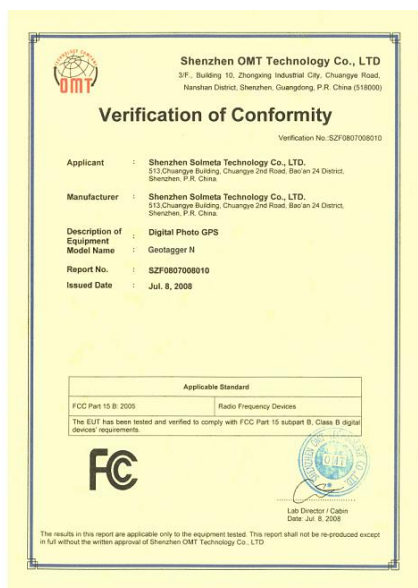 TECHNOLOGY COMPANY
OMT
Shenzhen OMT Technology Co., LTD
3/F., Building 10, Zhongxing Industrial City, Chuangye Road,
Nanshan District, Shenzhen, Guangdong, P.R. China (518000)
Verification of Conformity
Verification No.:SZF0807008010
Applicant : Shenzhen Solmeta Technology Co., LTD.
513,Chuangye Building, Chuangye 2nd Road, Bao'an 24 District,
Shenzhen, P.R. China.
Manufacturer : Shenzhen Solmeta Technology Co., LTD.
513,Chuangye Building, Chuangye 2nd Road, Bao'an 24 District,
Shenzhen, P.R. China.
Description of Equipment : Digital Photo GPS
Model Name : Geotagger N
Report No. : SZF0807008010
Issued Date : Jul. 8, 2008
Applicable Standard
FCC Part 15 B: 2005 Radio Frequency Devices
The EUT has been tested and verified to comply with FCC Part 15 subpart B, Class B digital
devices' requirements.
FC
SHENZHEN OMT
OMT
CO., LTD.
Lab Director / Cabin
Date: Jul. 8, 2008
The results in this report are applicable only to the equipment tested. This report shall not be re-produced except
in full without the written approval of Shenzhen OMT Technology Co., LTD